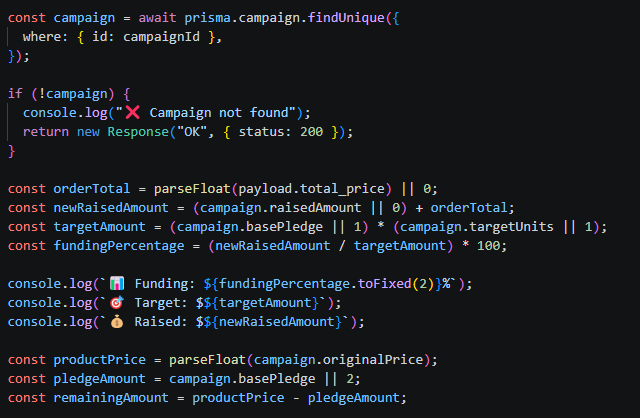 const campaign = await prisma.campaign.findUnique({
  where: { id: campaignId },
});

if (!campaign) {
  console.log("❌ Campaign not found");
  return new Response("OK", { status: 200 });
}

const orderTotal = parseFloat(payload.total_price) || 0;
const newRaisedAmount = (campaign.raisedAmount || 0) + orderTotal;
const targetAmount = (campaign.basePledge || 1) * (campaign.targetUnits || 1);
const fundingPercentage = (newRaisedAmount / targetAmount) * 100;

console.log(`📊 Funding: ${fundingPercentage.toFixed(2)}%`);
console.log(`🎯 Target: $${targetAmount}`);
console.log(`💰 Raised: $${newRaisedAmount}`);

const productPrice = parseFloat(campaign.originalPrice);
const pledgeAmount = campaign.basePledge || 2;
const remainingAmount = productPrice - pledgeAmount;